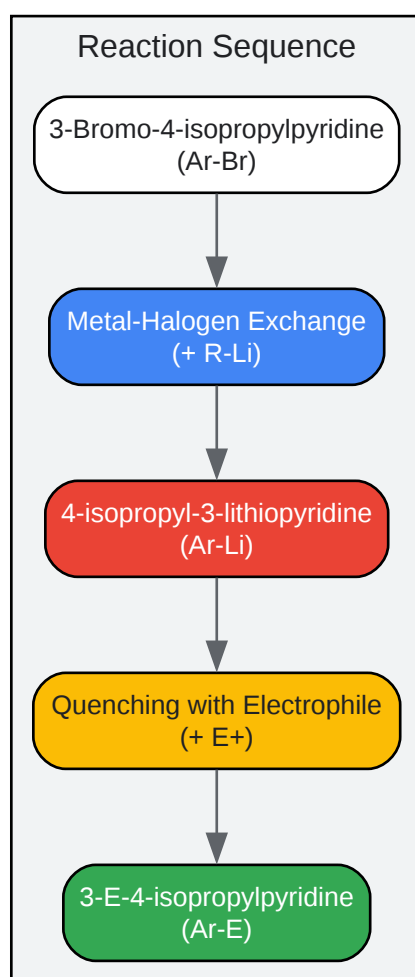 Reaction Sequence
3-Bromo-4-isopropylpyridine
(Ar-Br)
Metal-Halogen Exchange
(+ R-Li)
4-isopropyl-3-lithiopyridine
(Ar-Li)
Quenching with Electrophile
(+ E+)
3-E-4-isopropylpyridine
(Ar-E)